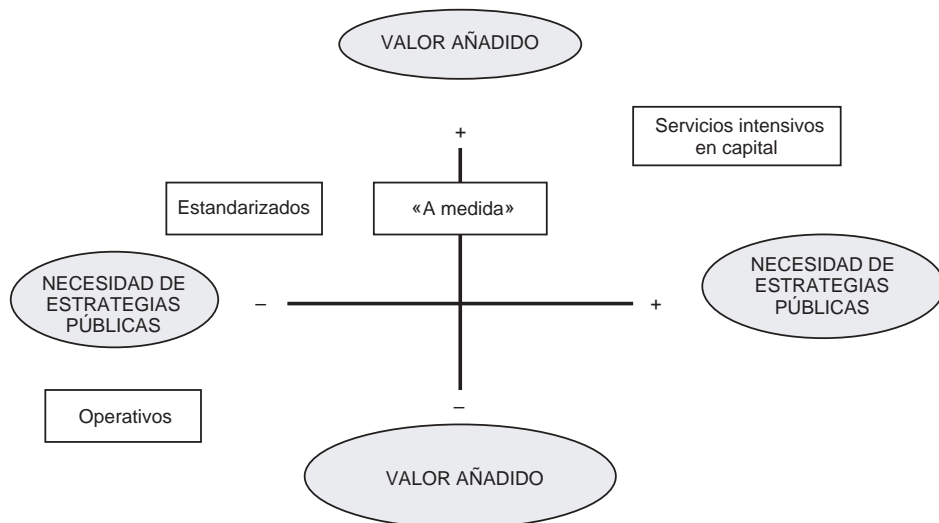 VALOR AÑADIDO
Servicios intensivos
en capital
+
Estandarizados
«A medida»
NECESIDAD DE
ESTRATEGIAS
PÚBLICAS
–
+
NECESIDAD DE
ESTRATEGIAS
PÚBLICAS
Operativos
–
VALOR AÑADIDO